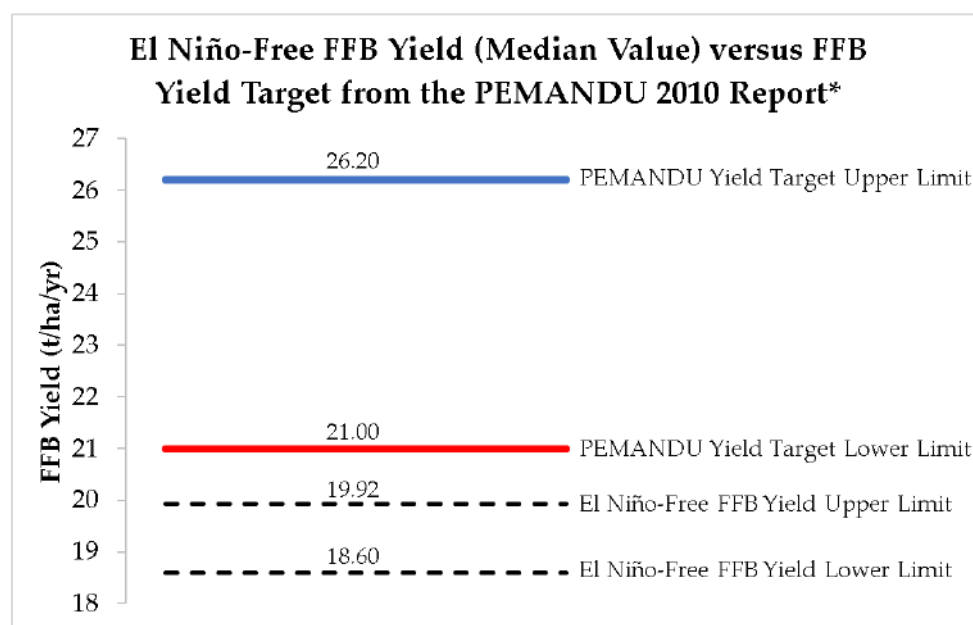 El Niño-Free FFB Yield (Median Value) versus FFB
Yield Target from the PEMANDU 2010 Report*
FFB Yield (t/ha/yr)
27
26
25
24
23
22
21
20
19
18
26.20
PEMANDU Yield Target Upper Limit
21.00
PEMANDU Yield Target Lower Limit
19.92
El Niño-Free FFB Yield Upper Limit
18.60
El Niño-Free FFB Yield Lower Limit